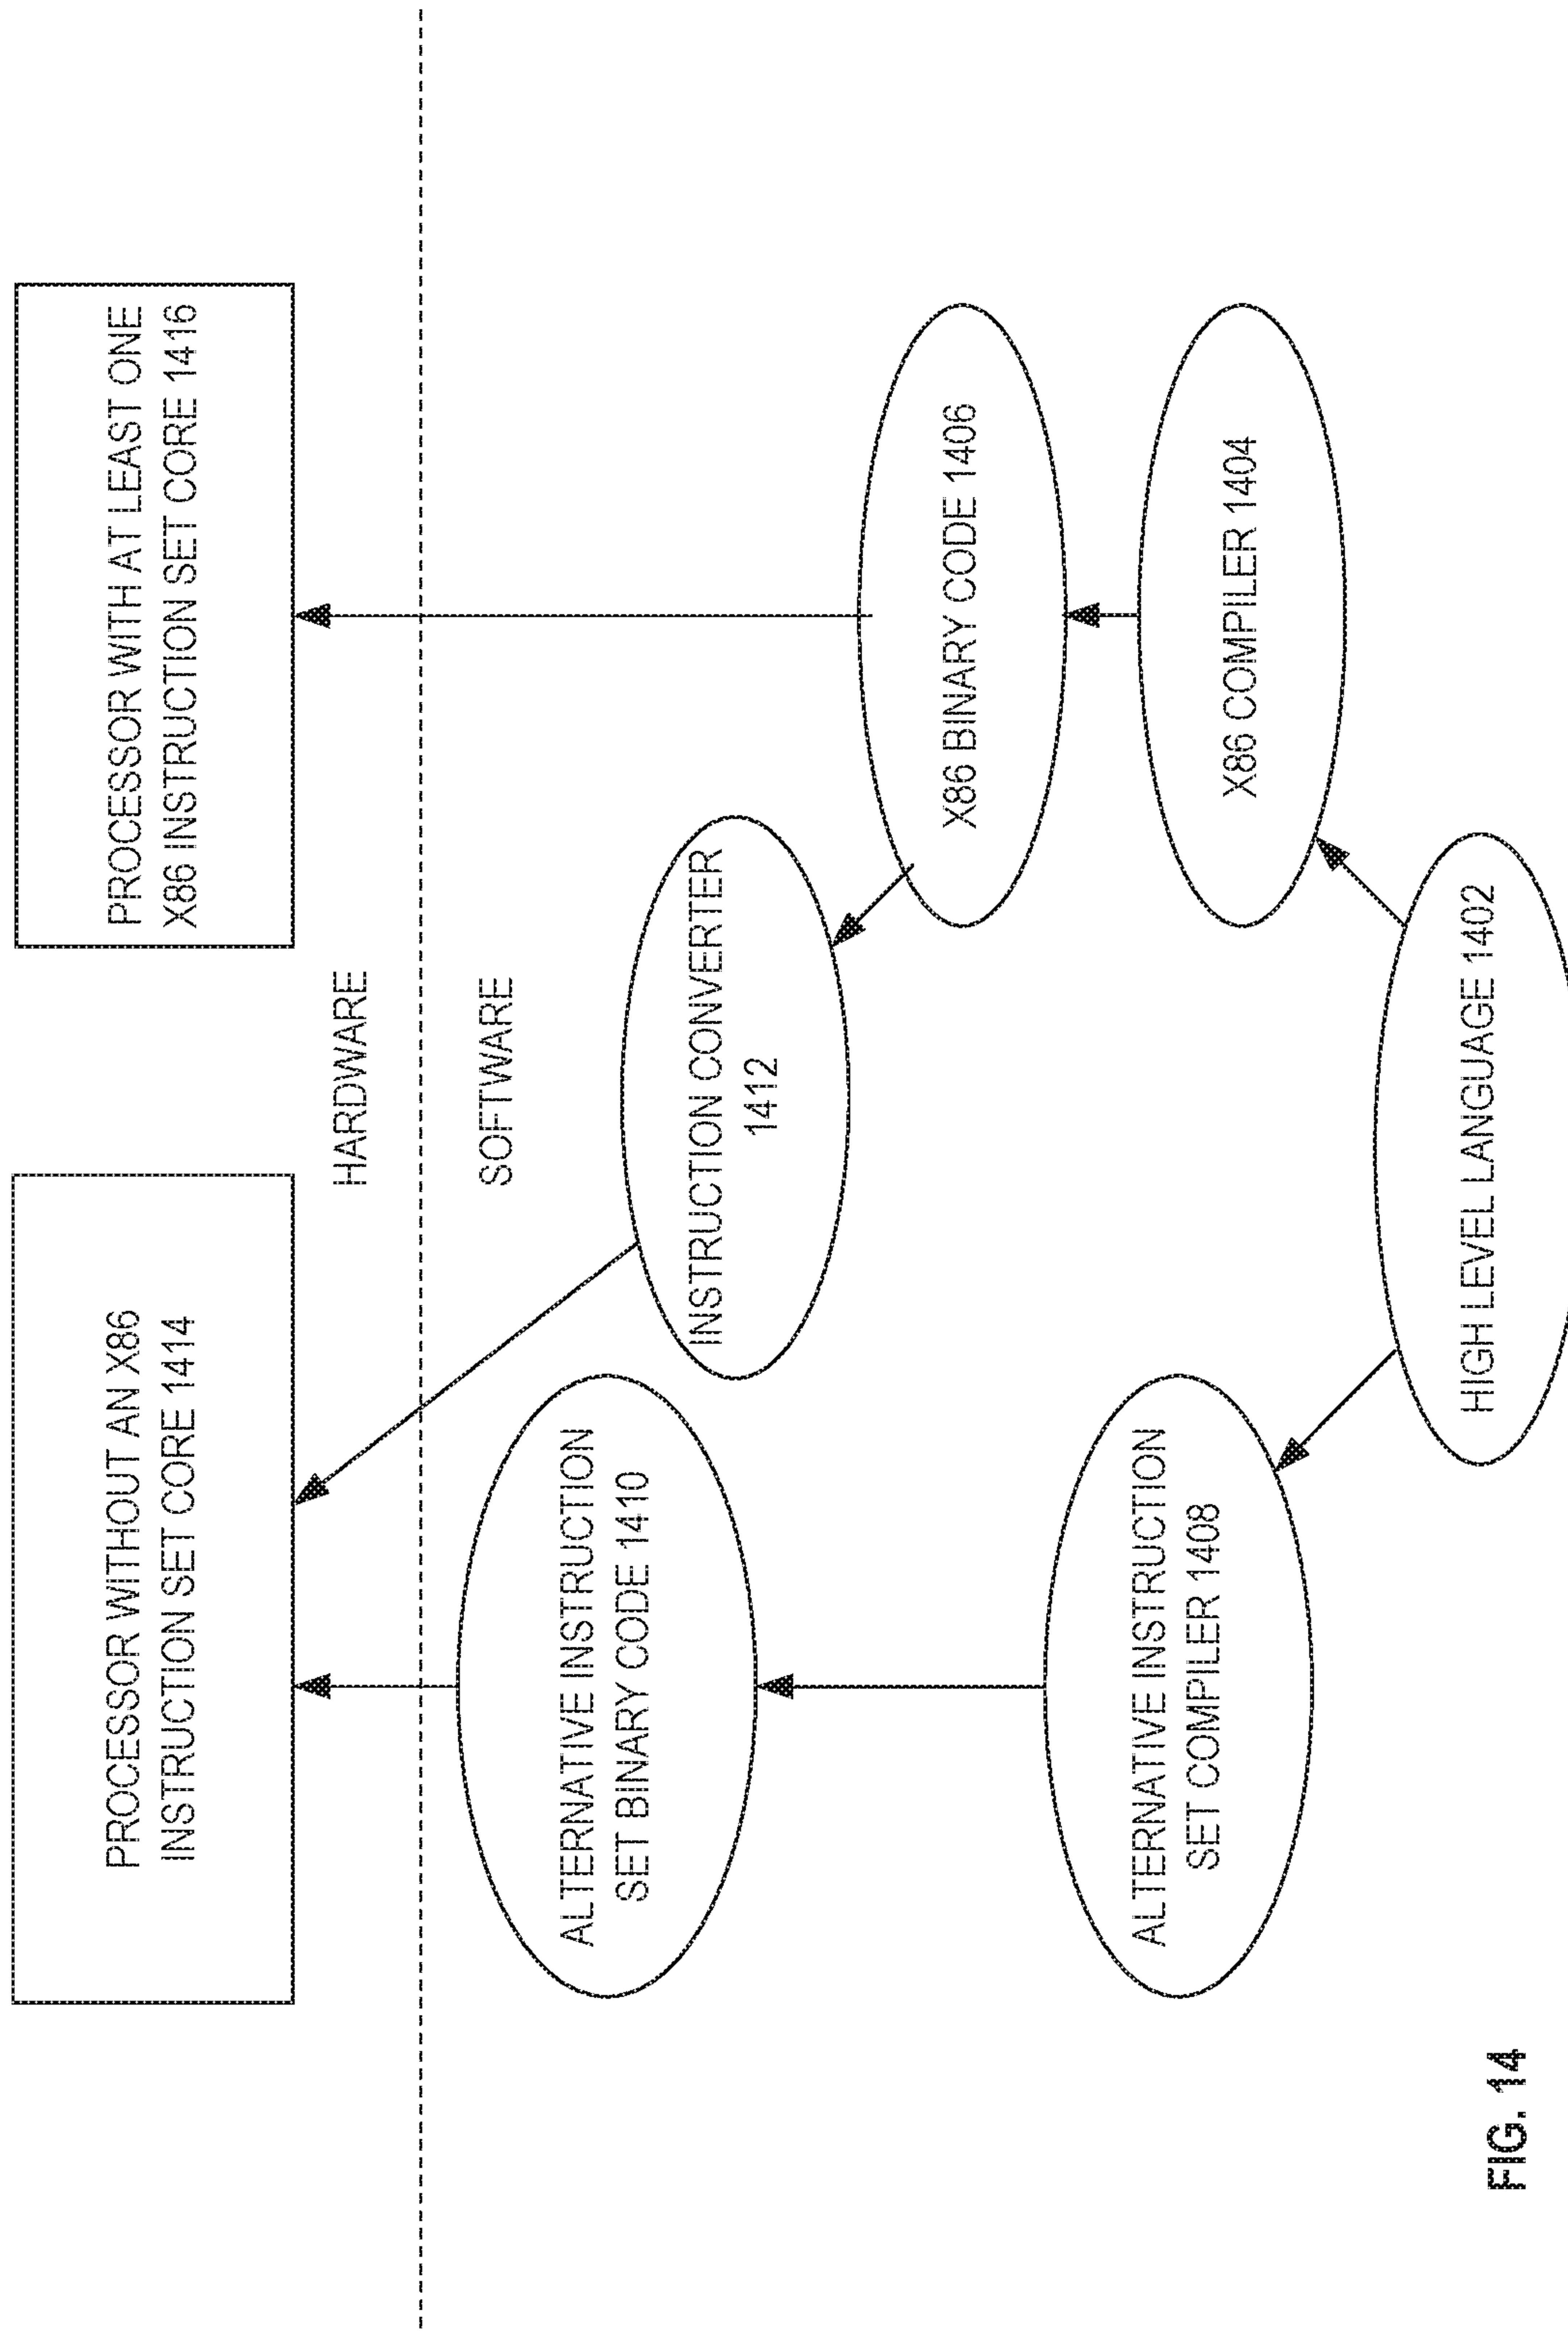 PROCESSOR WITHOUT AN X86
INSTRUCTION SET CORE 1414
PROCESSOR WITH AT LEAST ONE
X86 INSTRUCTION SET CORE 1416
HARDWARE
SOFTWARE
ALTERNATIVE INSTRUCTION
SET BINARY CODE 1410
INSTRUCTION CONVERTER
1412
X86 BINARY CODE 1406
ALTERNATIVE INSTRUCTION
SET COMPILER 1408
X86 COMPILER 1404
HIGH LEVEL LANGUAGE 1402
FIG. 14